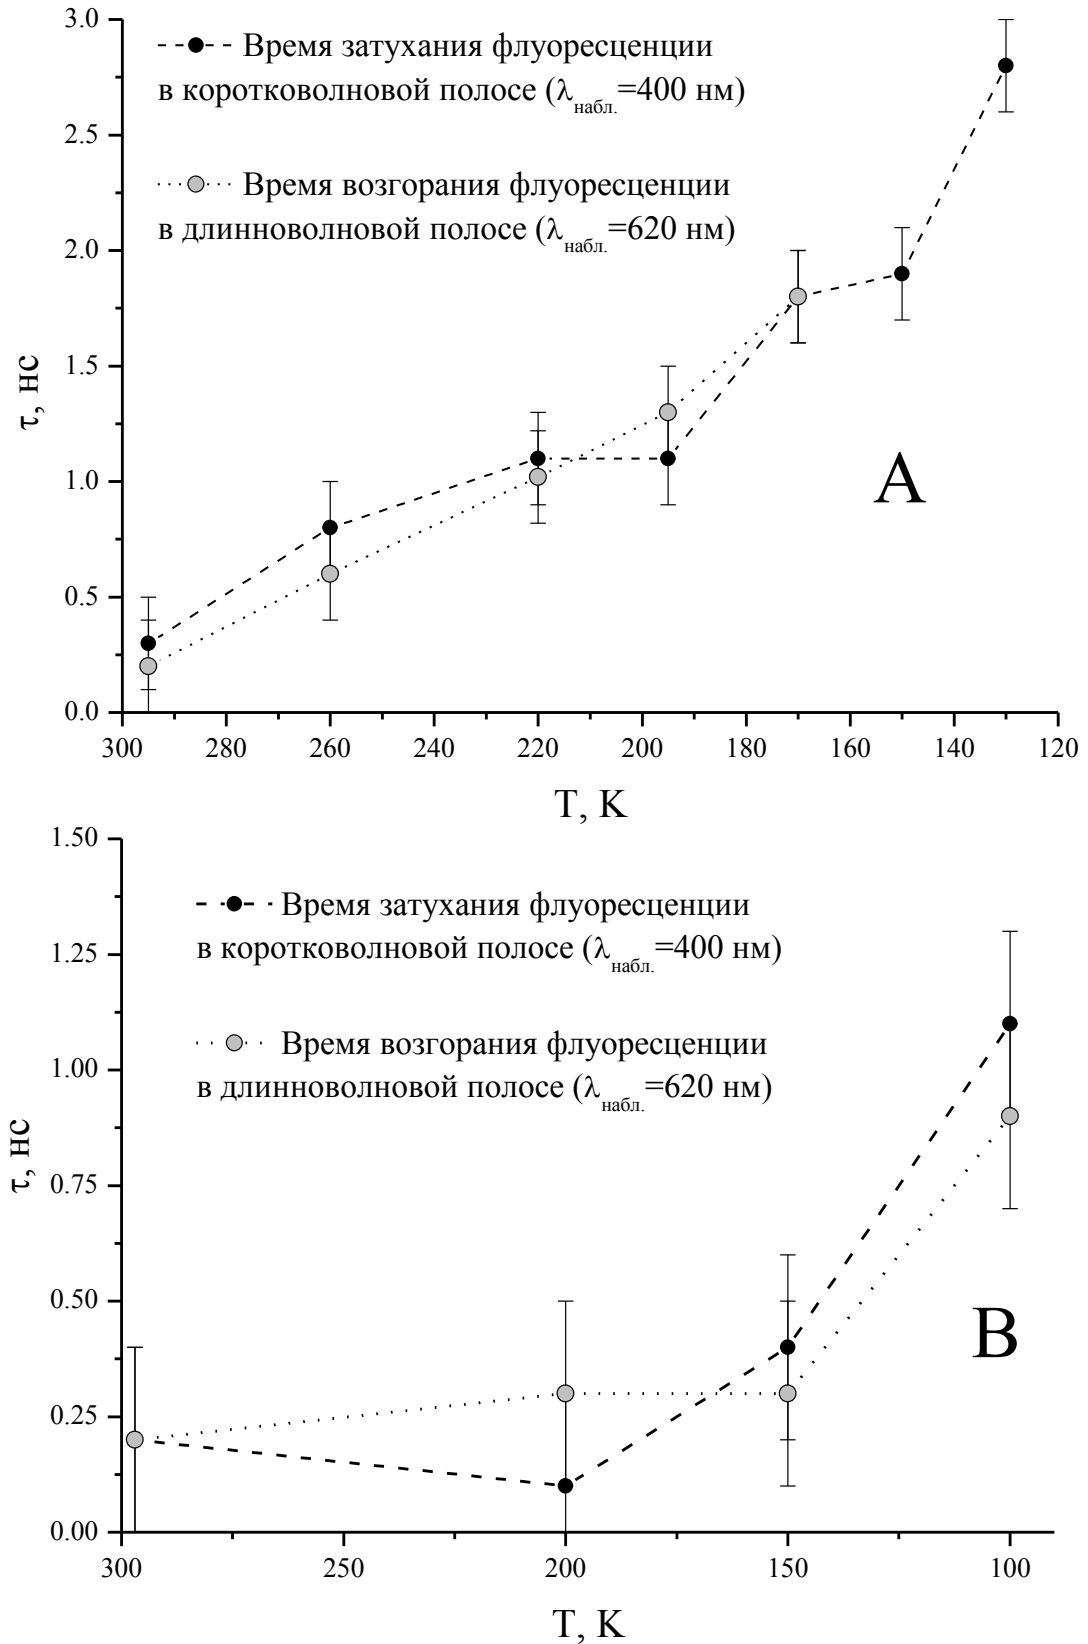 3.0
Время затухания флуоресценции
в коротковолновой полосе (λнабл.=400 нм)
2.5
Время возгорания флуоресценции
2.0
в длинноволновой полосе (λнабл.=620 нм)
τ, нс
1.5
A
1.0
0.5
0.0
300 280 260 240 220 200 180 160 140 120
T, K
1.50
Время затухания флуоресценции
в коротковолновой полосе (λнабл.=400 нм)
1.25
Время возгорания флуоресценции
1.00
в длинноволновой полосе (λнабл.=620 нм)
τ, нс
0.75
0.50
B
0.25
0.00
300 250 200 150 100
T, K